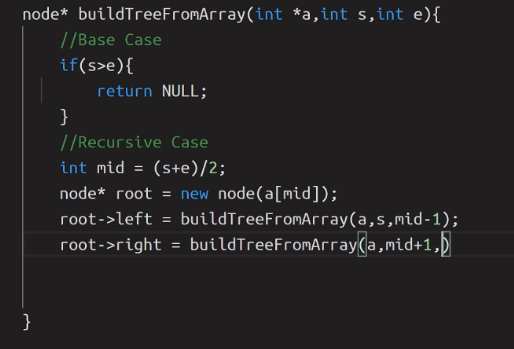 node* buildTreeFromArray(int *a,int s,int e){
    //Base Case
    if(s>e){
        return NULL;
    }
    //Recursive Case
    int mid = (s+e)/2;
    node* root = new node(a[mid]);
    root->left = buildTreeFromArray(a,s,mid-1);
    root->right = buildTreeFromArray(a,mid+1,)
}